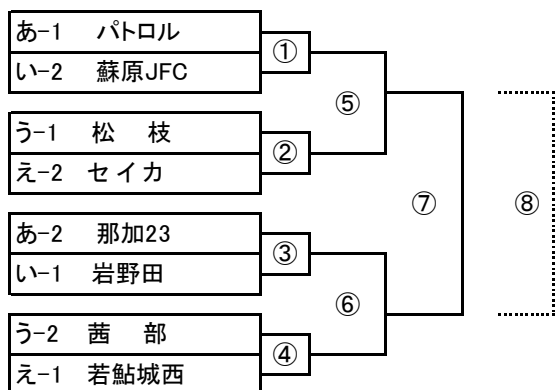 あ-1 パトロル
①
い-2 蘇原JFC
⑤
う-1 松 枝
②
え-2 セイカ
⑦
⑧
あ-2 那加23
③
い-1 岩野田
⑥
う-2 茜 部
④
え-1 若鮎城西